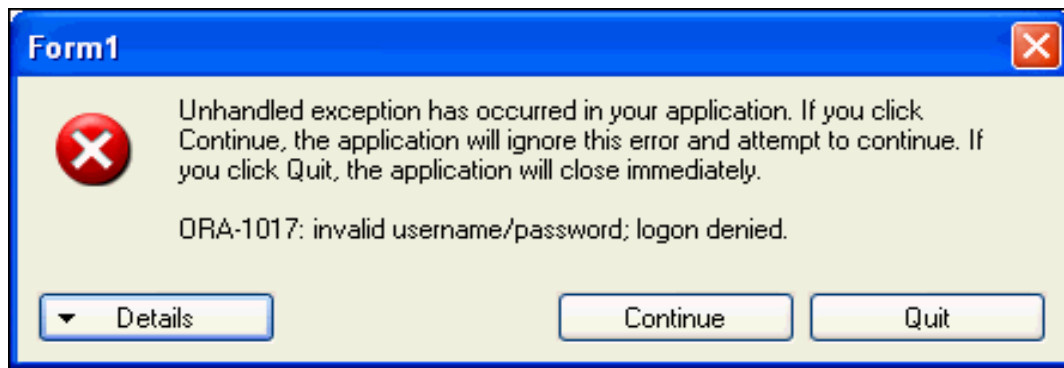 Form1
Unhandled exception has occurred in your application. If you click
Continue, the application will ignore this error and attempt to continue. If
you click Quit, the application will close immediately.
ORA-1017: invalid username/password; logon denied.
Details
Continue
Quit